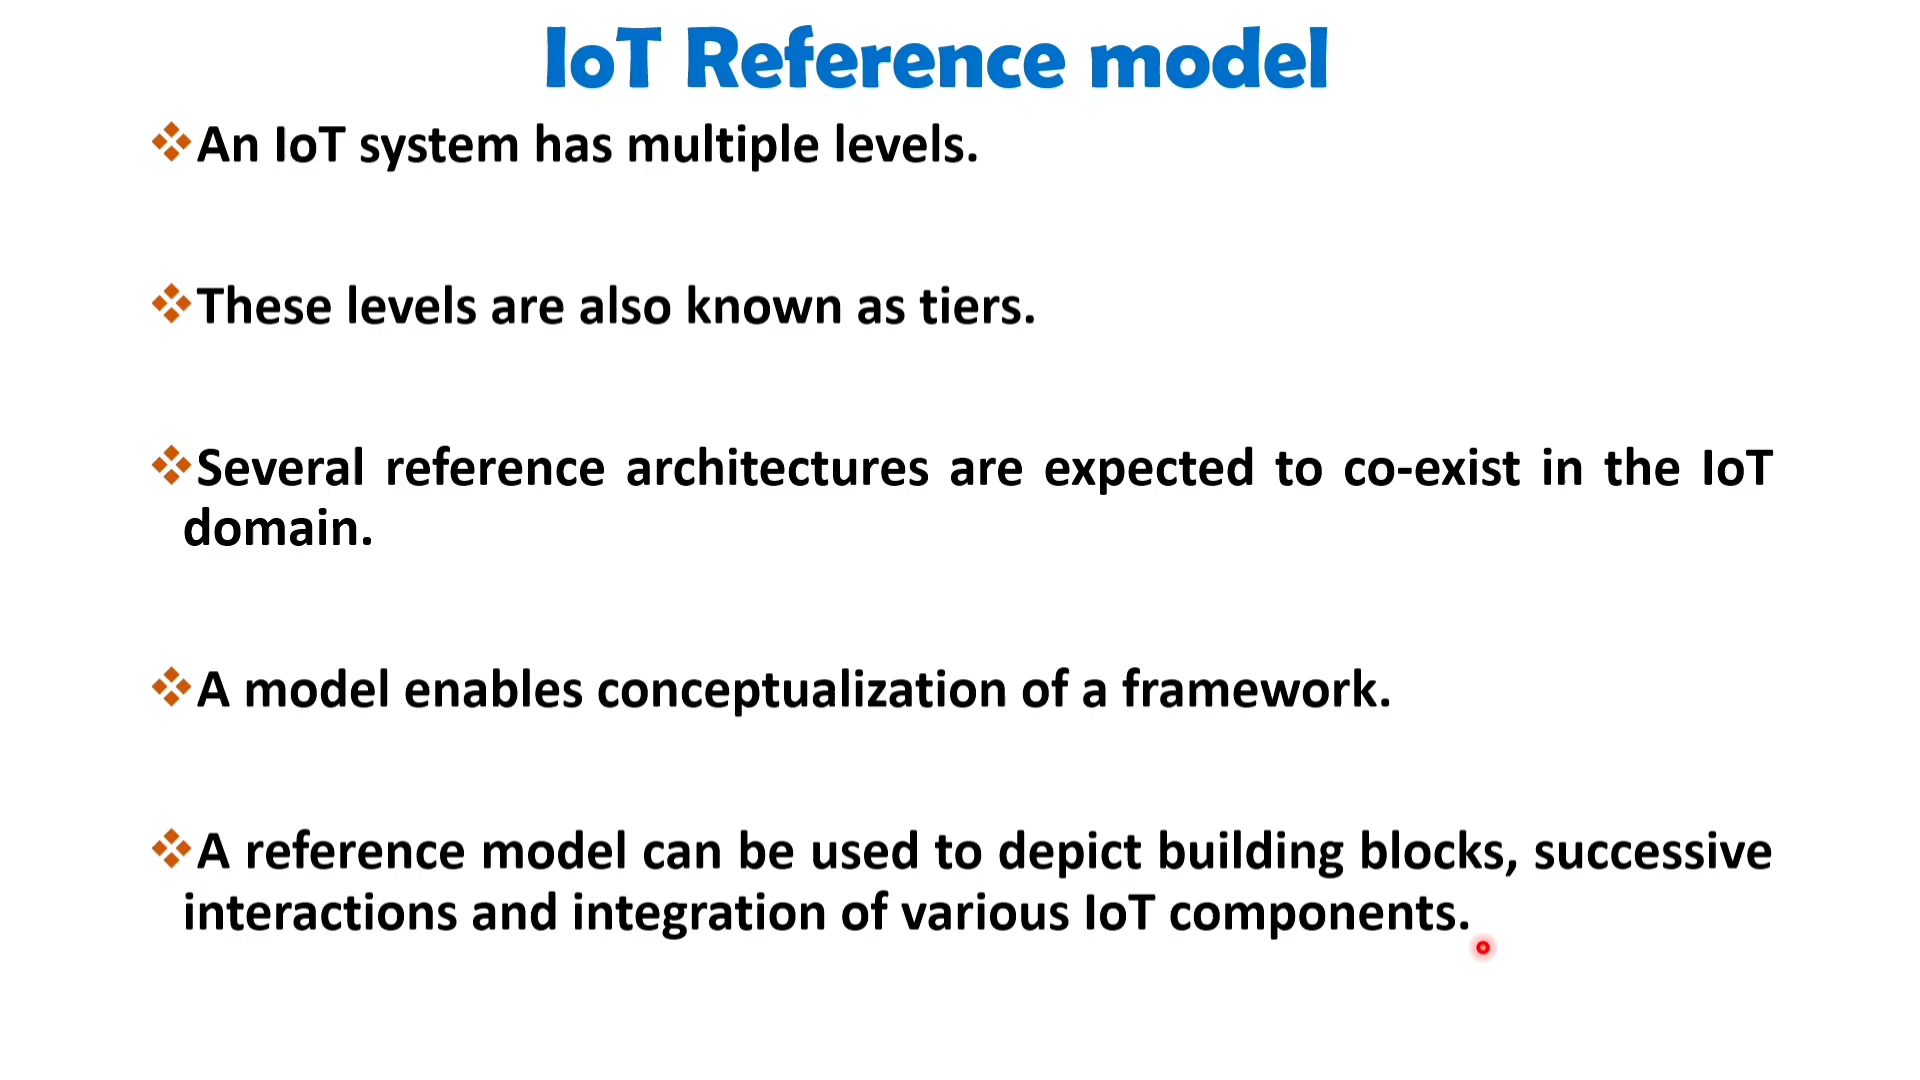 IoT Reference model
An IoT system has multiple levels.
These levels are also known as tiers.
Several reference architectures are expected to co-exist in the IoT
domain.
A model enables conceptualization of a framework.
A reference model can be used to depict building blocks, successive
interactions and integration of various IoT components.